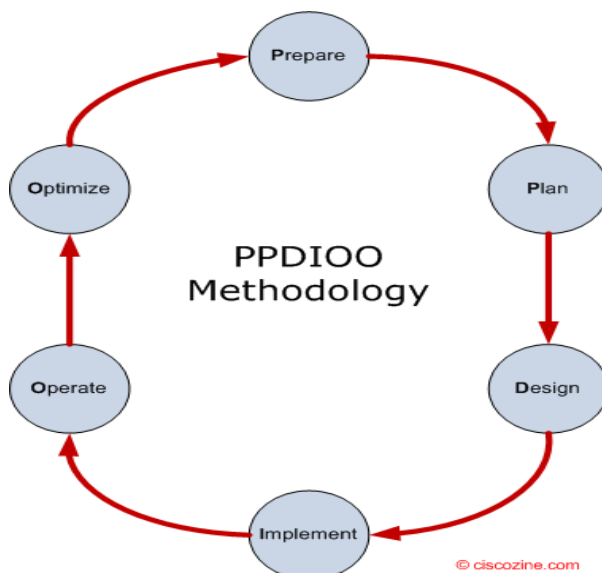 Prepare
Optimize
Plan
PPDIOO
Methodology
Operate
Design
Implement
© ciscozine.com